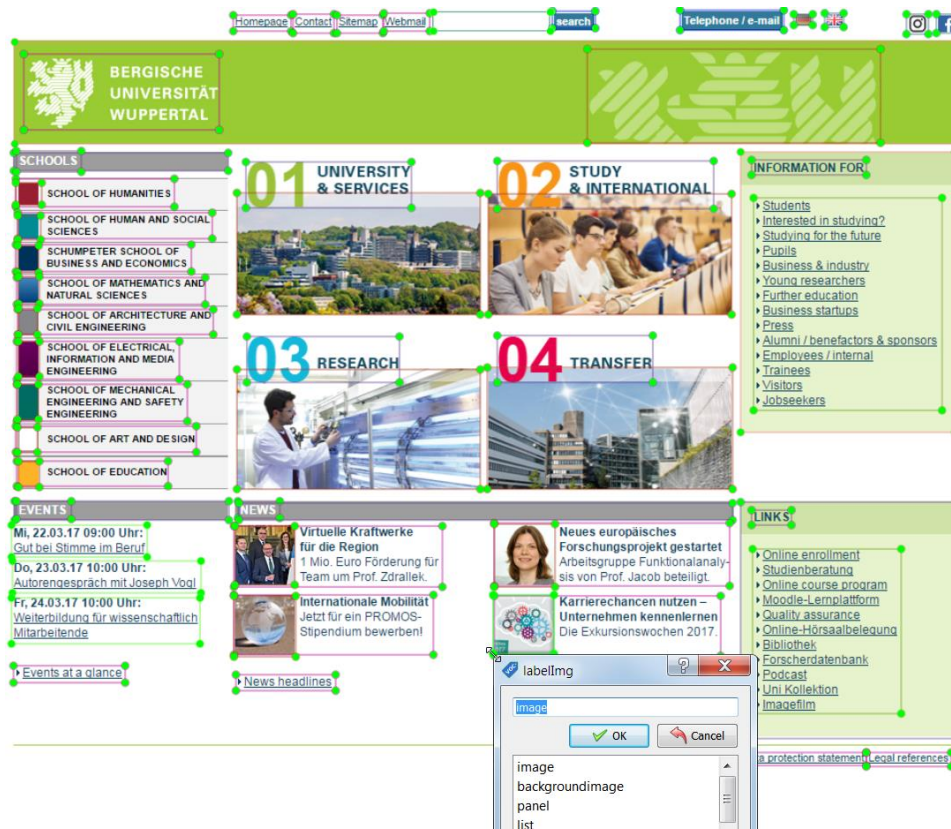 Homepage Contact Sitemap Webmail search Telephone / e-mail
BERGISCHE
UNIVERSITÄT
WUPPERTAL
SCHOOLS
SCHOOL OF HUMANITIES
SCHOOL OF HUMAN AND SOCIAL
SCIENCES
SCHUMPETER SCHOOL OF
BUSINESS AND ECONOMICS
SCHOOL OF MATHEMATICS AND
NATURAL SCIENCES
SCHOOL OF ARCHITECTURE AND
CIVIL ENGINEERING
SCHOOL OF ELECTRICAL,
INFORMATION AND MEDIA
ENGINEERING
SCHOOL OF MECHANICAL
ENGINEERING AND SAFETY
ENGINEERING
SCHOOL OF ART AND DESIGN
SCHOOL OF EDUCATION
01 UNIVERSITY
& SERVICES
02 STUDY
& INTERNATIONAL
03 RESEARCH
04 TRANSFER
INFORMATION FOR
Students
Interested in studying?
Studying for the future
Pupils
Business & industry
Young researchers
Further education
Business startups
Press
Alumni / benefactors & sponsors
Employees / internal
Trainees
Visitors
Jobseekers
EVENTS
Mi, 22.03.17 09:00 Uhr:
Gut bei Stimme im Beruf
Do, 23.03.17 10:00 Uhr:
Autorengespräch mit Joseph Vogl
Fr, 24.03.17 10:00 Uhr:
Weiterbildung für wissenschaftlich
Mitarbeitende
Events at a glance
NEWS
Virtuelle Kraftwerke
für die Region
1 Mio. Euro Förderung für
Team um Prof. Zdrallek.
Internationale Mobilität
Jetzt für ein PROMOS-
Stipendium bewerben!
News headlines
Neues europäisches
Forschungsprojekt gestartet
Arbeitsgruppe Funktionalanaly-
sis von Prof. Jacob beteiligt.
Karrierechancen nutzen –
Unternehmen kennenlernen
Die Exkursionswochen 2017.
LINKS
Online enrollment
Studienberatung
Online course program
Moodle-Lernplattform
Quality assurance
Online-Hörsaalbelegung
Bibliothek
Forscherdatenbank
Podcast
Uni Kollektion
Imagefilm
protection statement Legal references
labelImg
image
OK Cancel
image
backgroundimage
panel
list